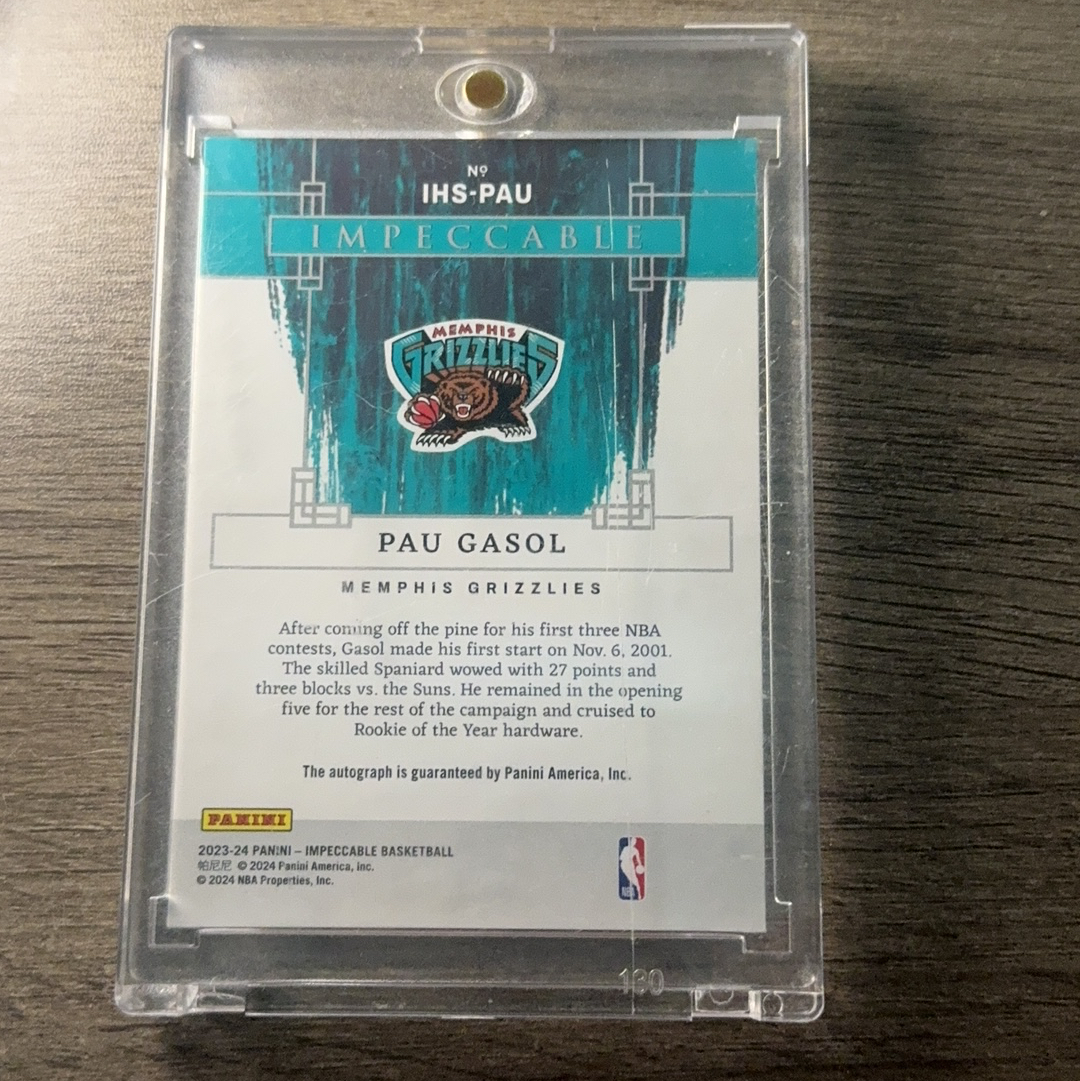 Nº
IHS-PAU
IMPECCABLE
MEMPHIS
GRIZZLIES
PAU GASOL
MEMPHIS GRIZZLIES
After coming off the pine for his first three NBA
contests, Gasol made his first start on Nov. 6, 2001.
The skilled Spaniard wowed with 27 points and
three blocks vs. the Suns. He remained in the opening
five for the rest of the campaign and cruised to
Rookie of the Year hardware.
The autograph is guaranteed by Panini America, Inc.
PANINI
2023-24 PANINI – IMPECCABLE BASKETBALL
帕尼尼 © 2024 Panini America, Inc.
© 2024 NBA Properties, Inc.
NBA
130